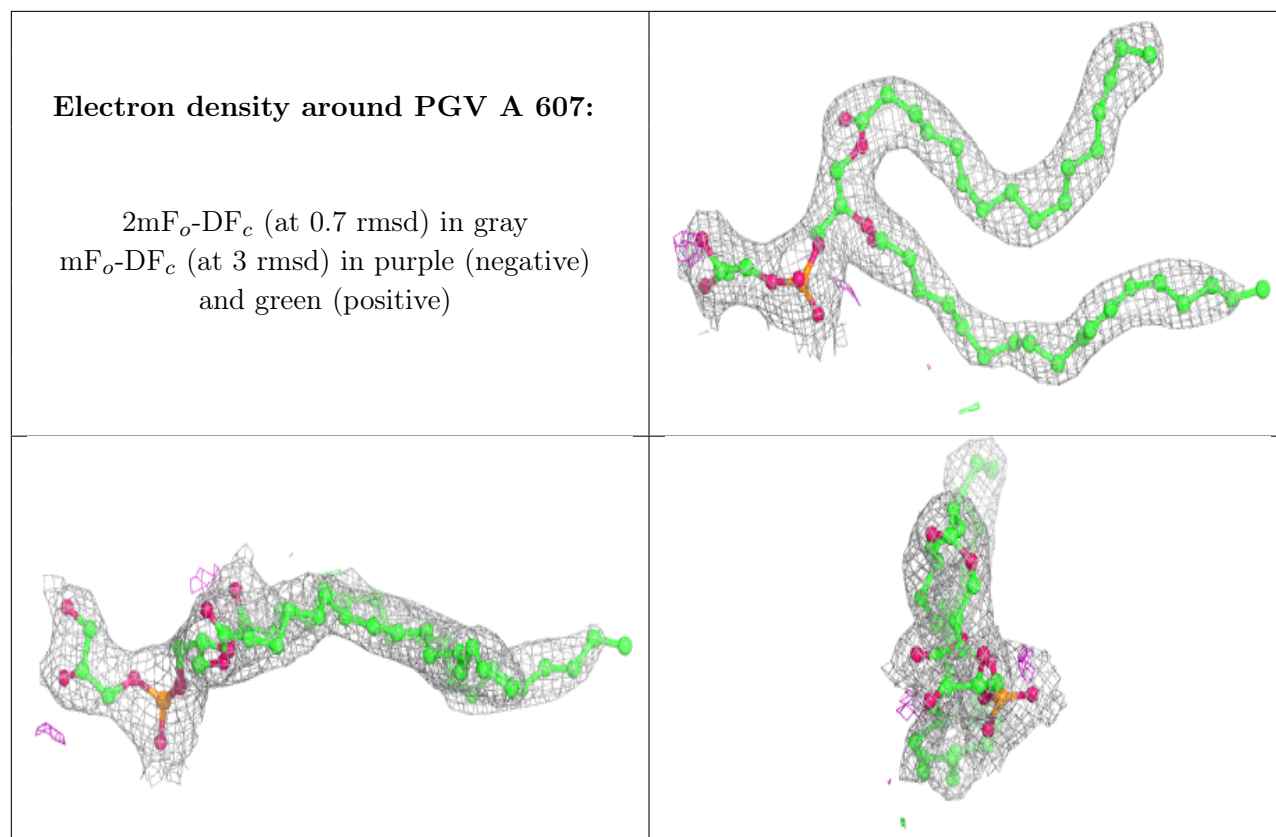 Electron density around PGV A 607:
2mFo-DFc (at 0.7 rmsd) in gray
mFo-DFc (at 3 rmsd) in purple (negative)
and green (positive)